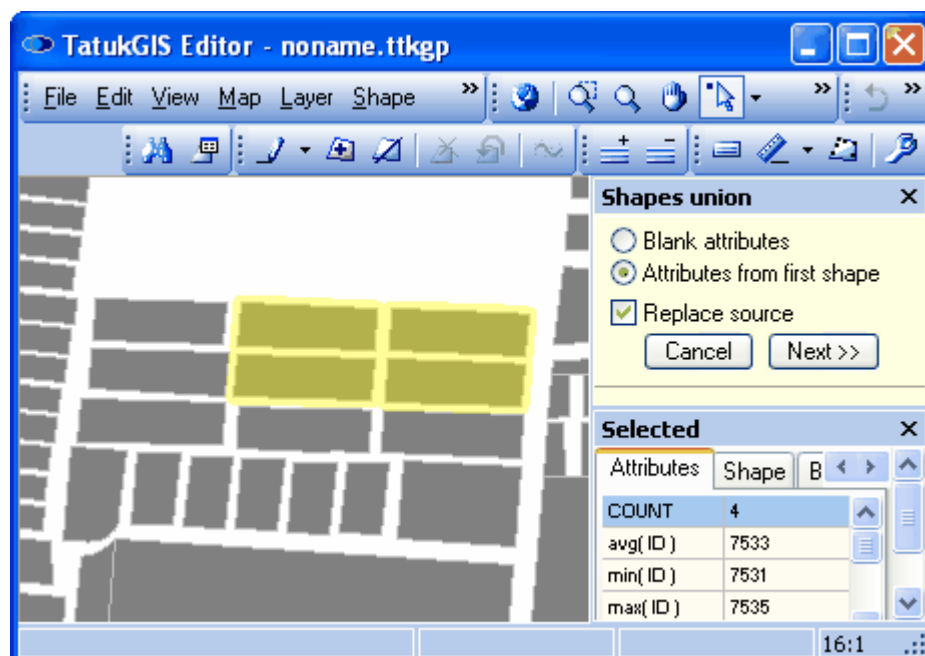 TatukGIS Editor - noname.ttkgp
File Edit View Map Layer Shape
Shapes union
Blank attributes
Attributes from first shape
Replace source
Cancel Next >>
Selected
Attributes Shape B
COUNT 4
avg( ID ) 7533
min( ID ) 7531
max( ID ) 7535
16:1